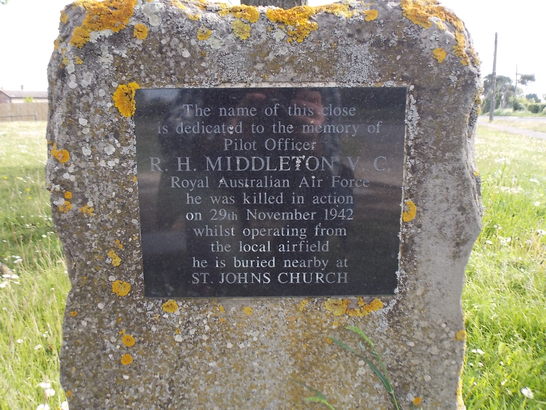 The name of this close
is dedicated to the memory of
Pilot Officer
R. H. MIDDLETON V. C.
Royal Australian Air Force
he was killed in action
on 29th November 1942
whilst operating from
the local airfield
he is buried nearby at
ST. JOHNS CHURCH